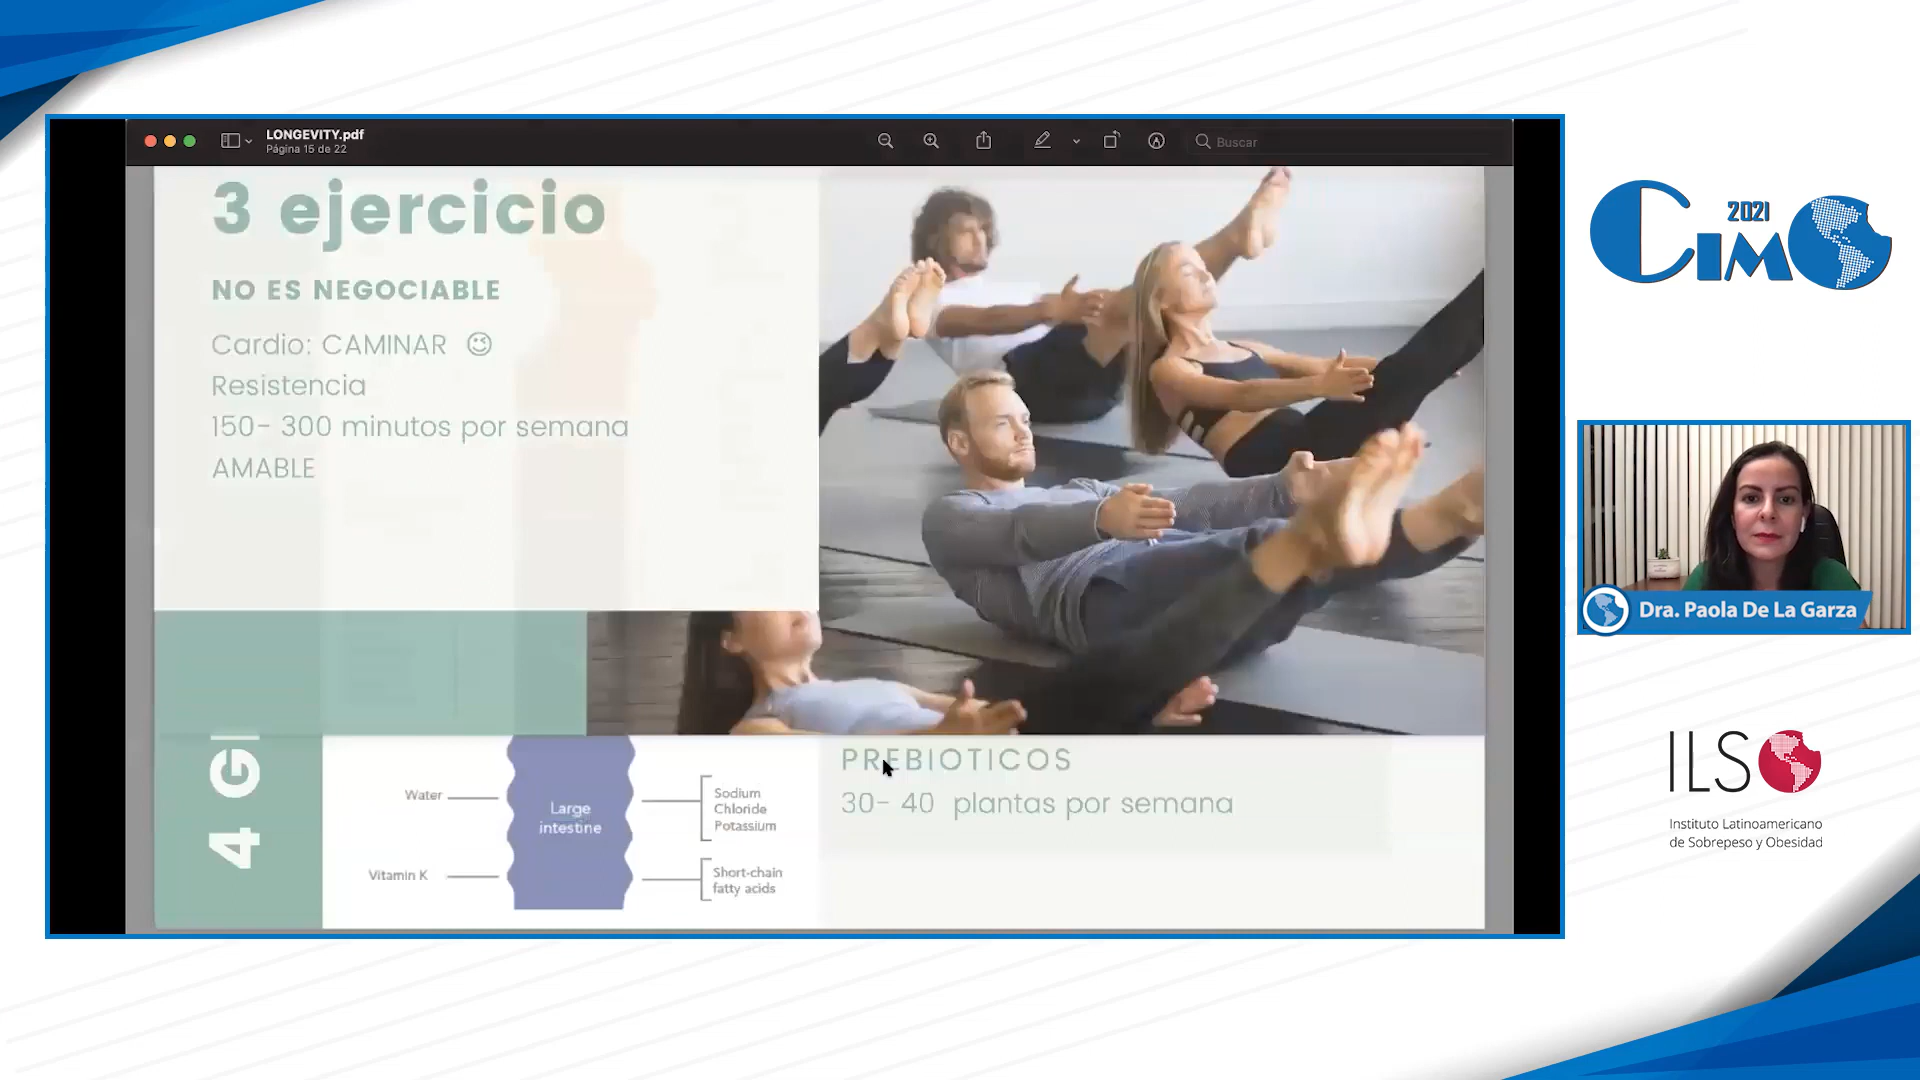 LONGEVITY.pdf
Página 15 de 22
Buscar
3 ejercicio
NO ES NEGOCIABLE
Cardio: CAMINAR 😉
Resistencia
150- 300 minutos por semana
AMABLE
4 G
Water
Vitamin K
Large
intestine
Sodium
Chloride
Potassium
Short-chain
fatty acids
PREBIOTICOS
30- 40 plantas por semana
CIMO
2021
Dra. Paola De La Garza
ILSO
Instituto Latinoamericano
de Sobrepeso y Obesidad